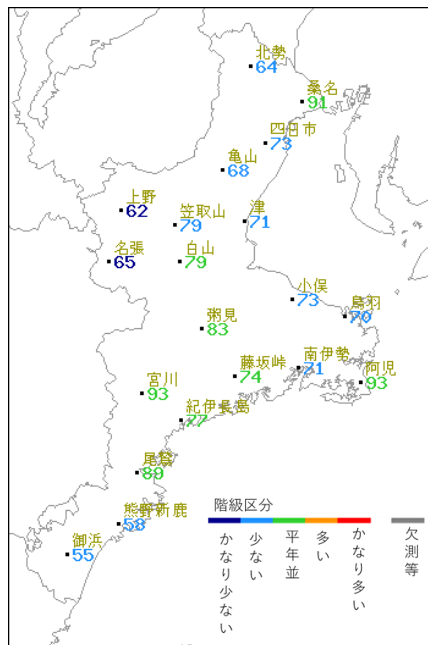 北勢
64
桑名
91
四日市
73
亀山
68
上野
62
笠取山
79
津
71
名張
65
白山
79
小俣
73
鳥羽
70
粥見
83
藤坂峠
74
南伊勢
71
阿児
93
宮川
93
紀伊長島
77
尾鷲
89
熊野新鹿
58
御浜
55
階級区分
かなり少ない
少ない
平年並
多い
かなり多い
欠測等